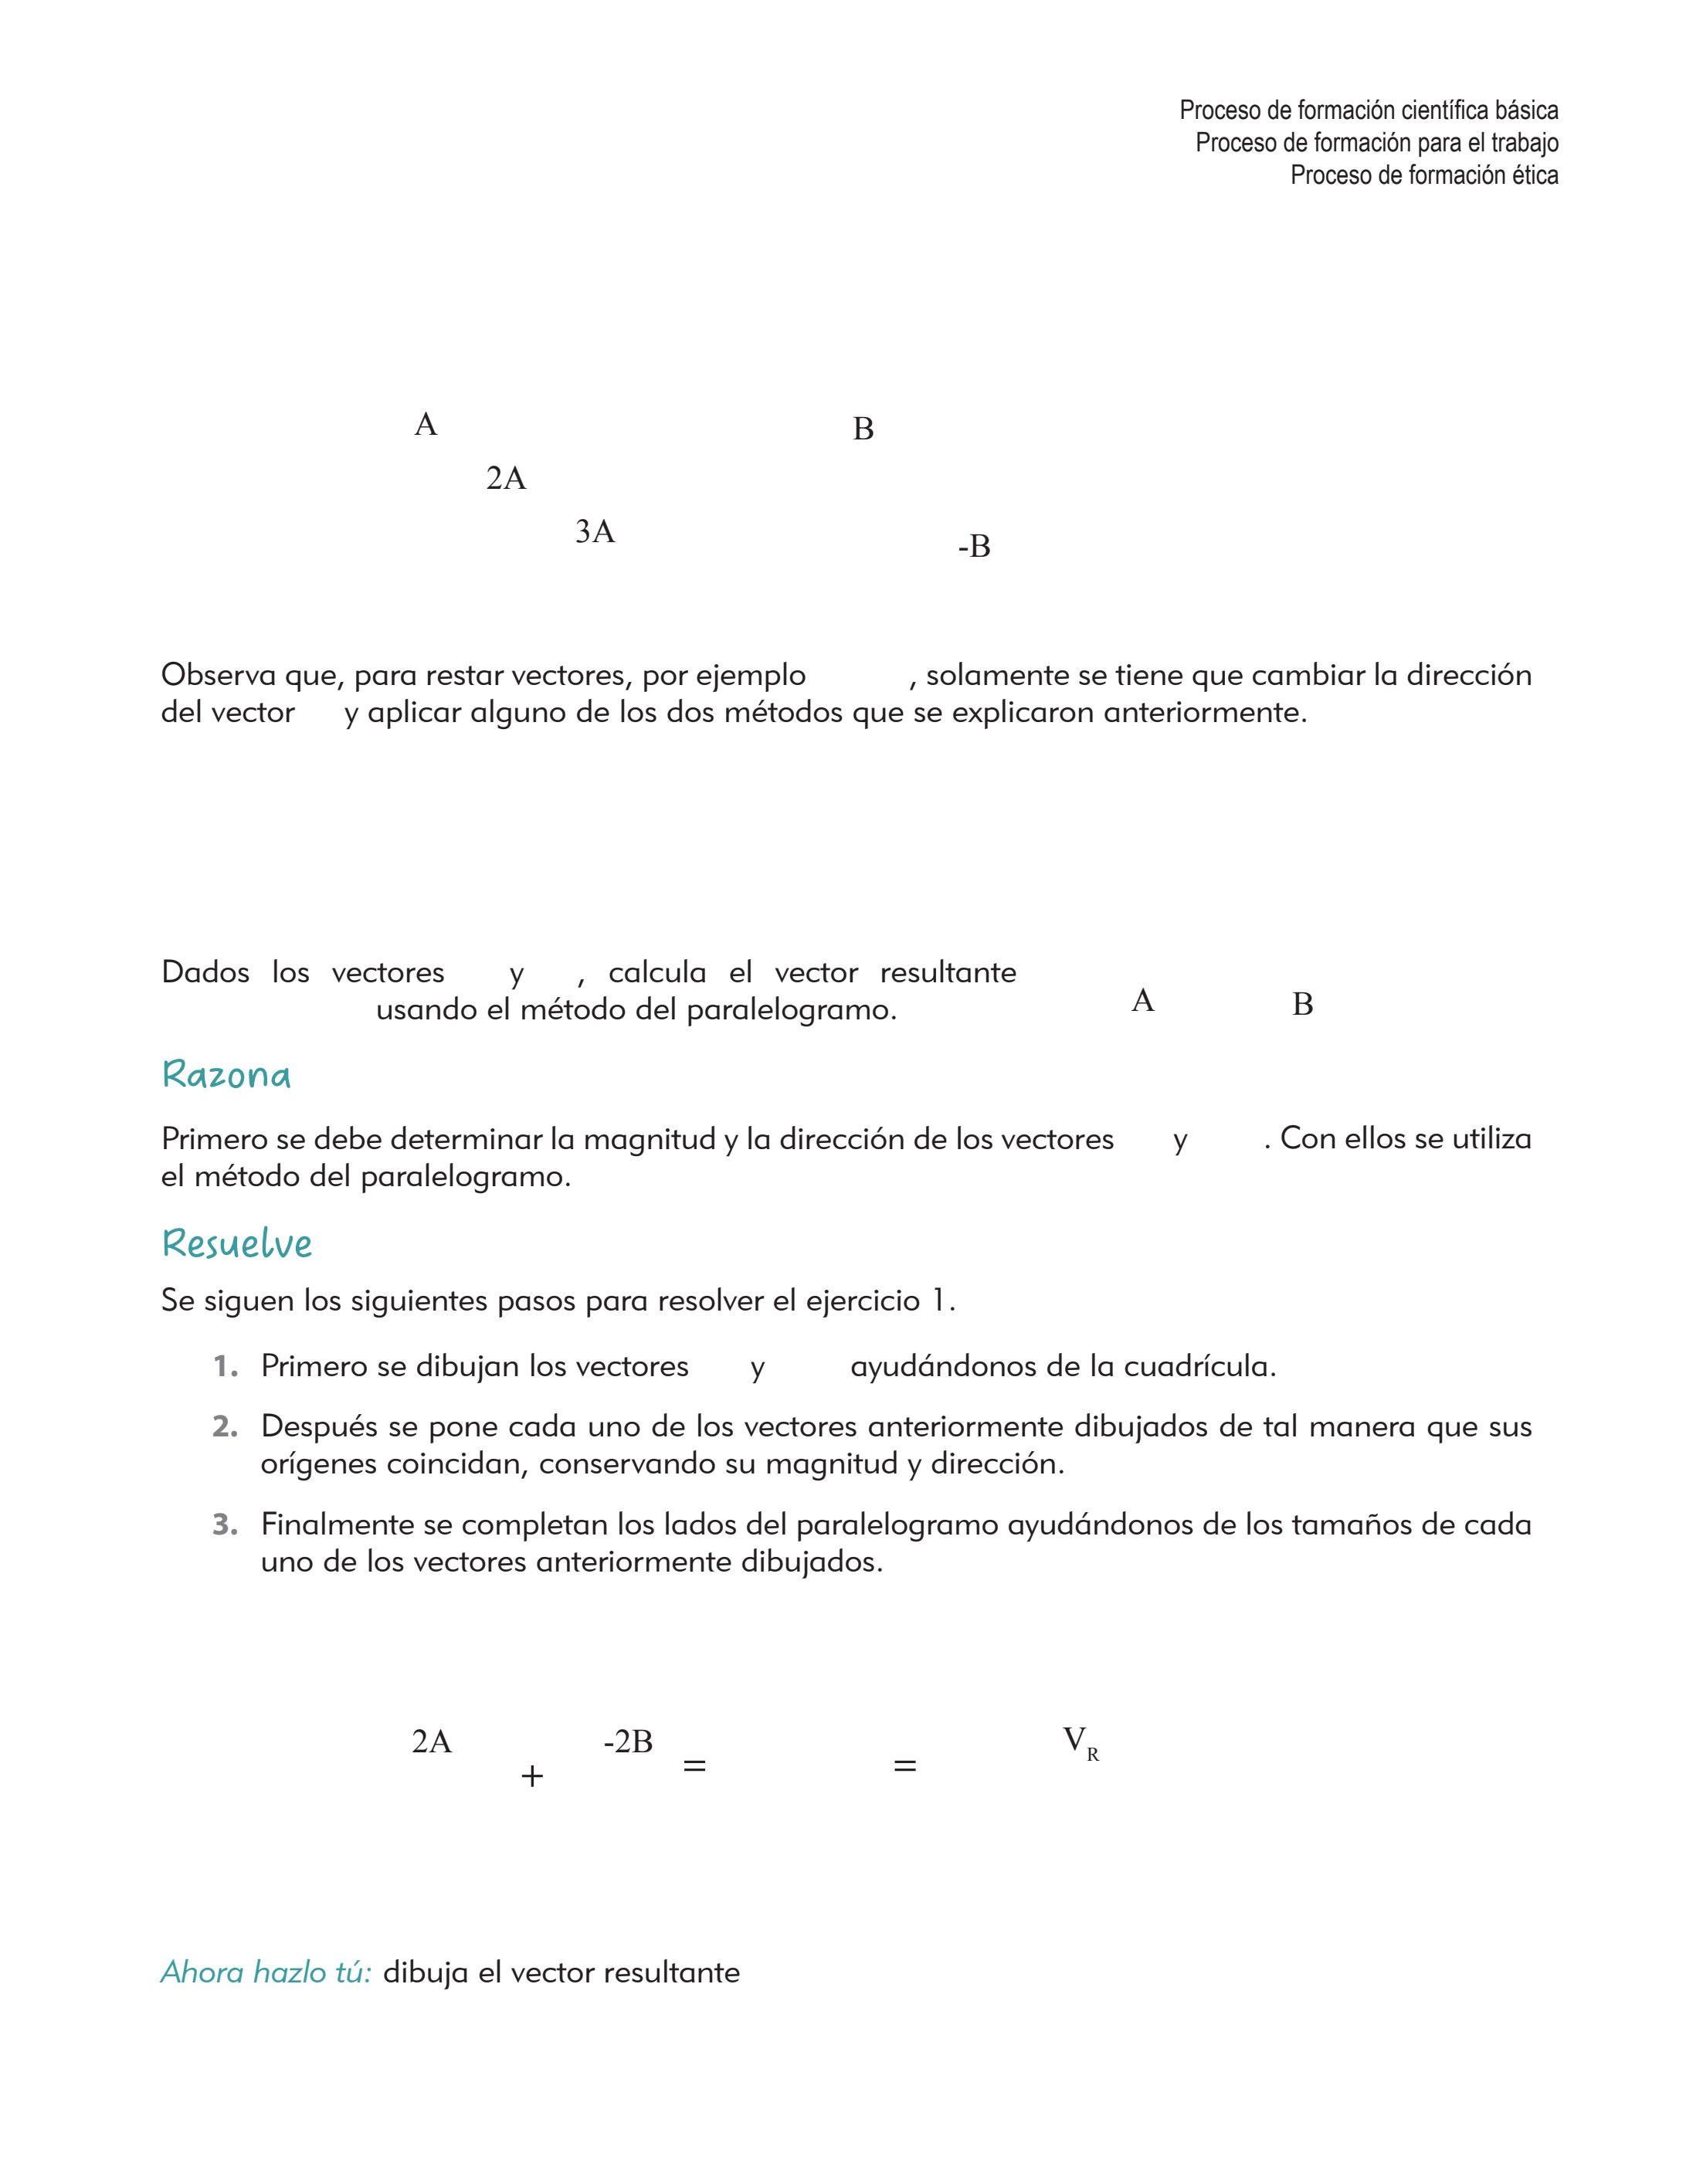 Proceso de formación científica básica
Proceso de formación para el trabajo
Proceso de formación ética
A
B
2A
3A
-B
Observa que, para restar vectores, por ejemplo , solamente se tiene que cambiar la dirección
del vector y aplicar alguno de los dos métodos que se explicaron anteriormente.
Dados los vectores y , calcula el vector resultante
usando el método del paralelogramo.
A
B
Razona
Primero se debe determinar la magnitud y la dirección de los vectores y . Con ellos se utiliza
el método del paralelogramo.
Resuelve
Se siguen los siguientes pasos para resolver el ejercicio 1.
1. Primero se dibujan los vectores y ayudándonos de la cuadrícula.
2. Después se pone cada uno de los vectores anteriormente dibujados de tal manera que sus
orígenes coincidan, conservando su magnitud y dirección.
3. Finalmente se completan los lados del paralelogramo ayudándonos de los tamaños de cada
uno de los vectores anteriormente dibujados.
2A + -2B = = V_R
Ahora hazlo tú: dibuja el vector resultante